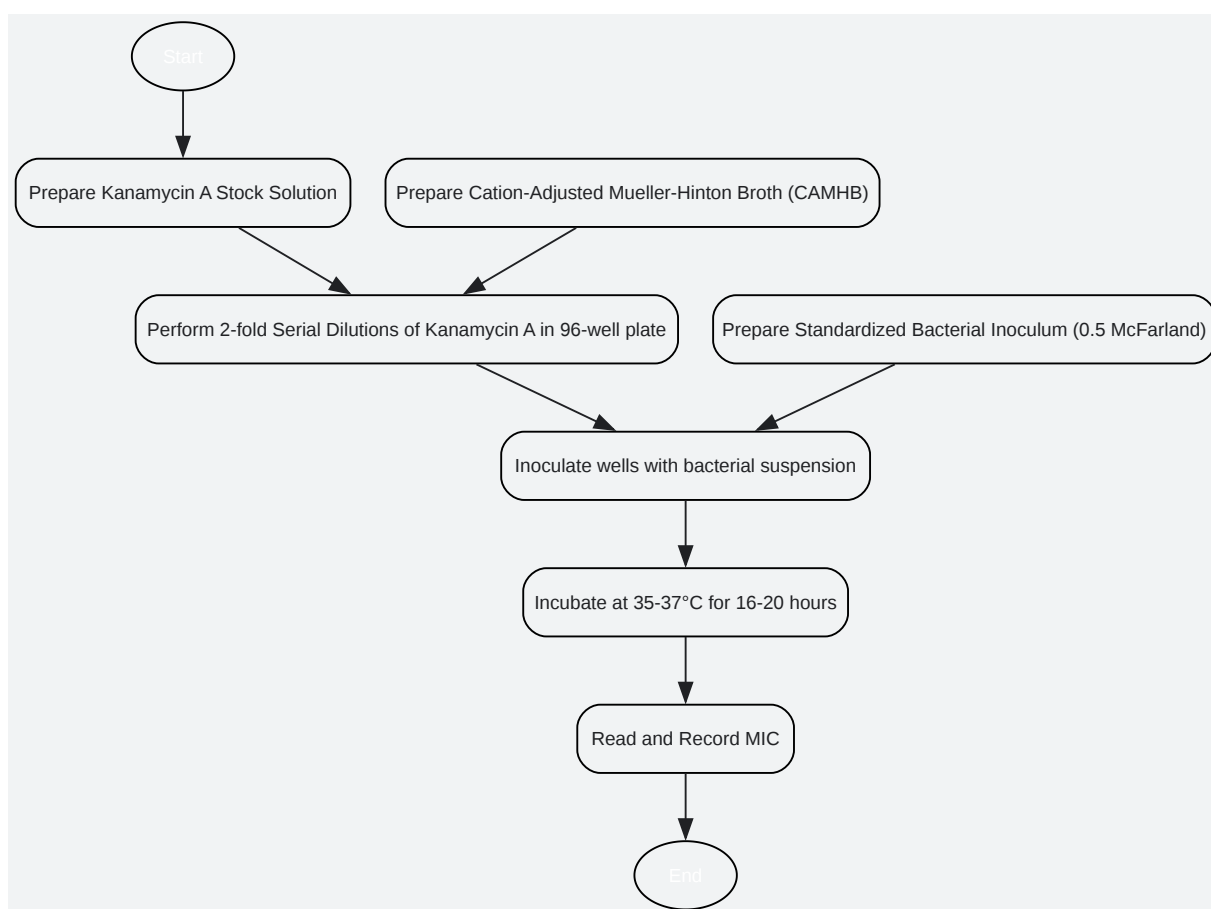 Start
Prepare Kanamycin A Stock Solution
Prepare Cation-Adjusted Mueller-Hinton Broth (CAMHB)
Perform 2-fold Serial Dilutions of Kanamycin A in 96-well plate
Prepare Standardized Bacterial Inoculum (0.5 McFarland)
Inoculate wells with bacterial suspension
Incubate at 35-37°C for 16-20 hours
Read and Record MIC
End